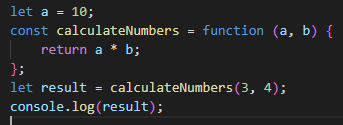 let a = 10;
const calculateNumbers = function (a, b) {
    return a * b;
};
let result = calculateNumbers(3, 4);
console.log(result);